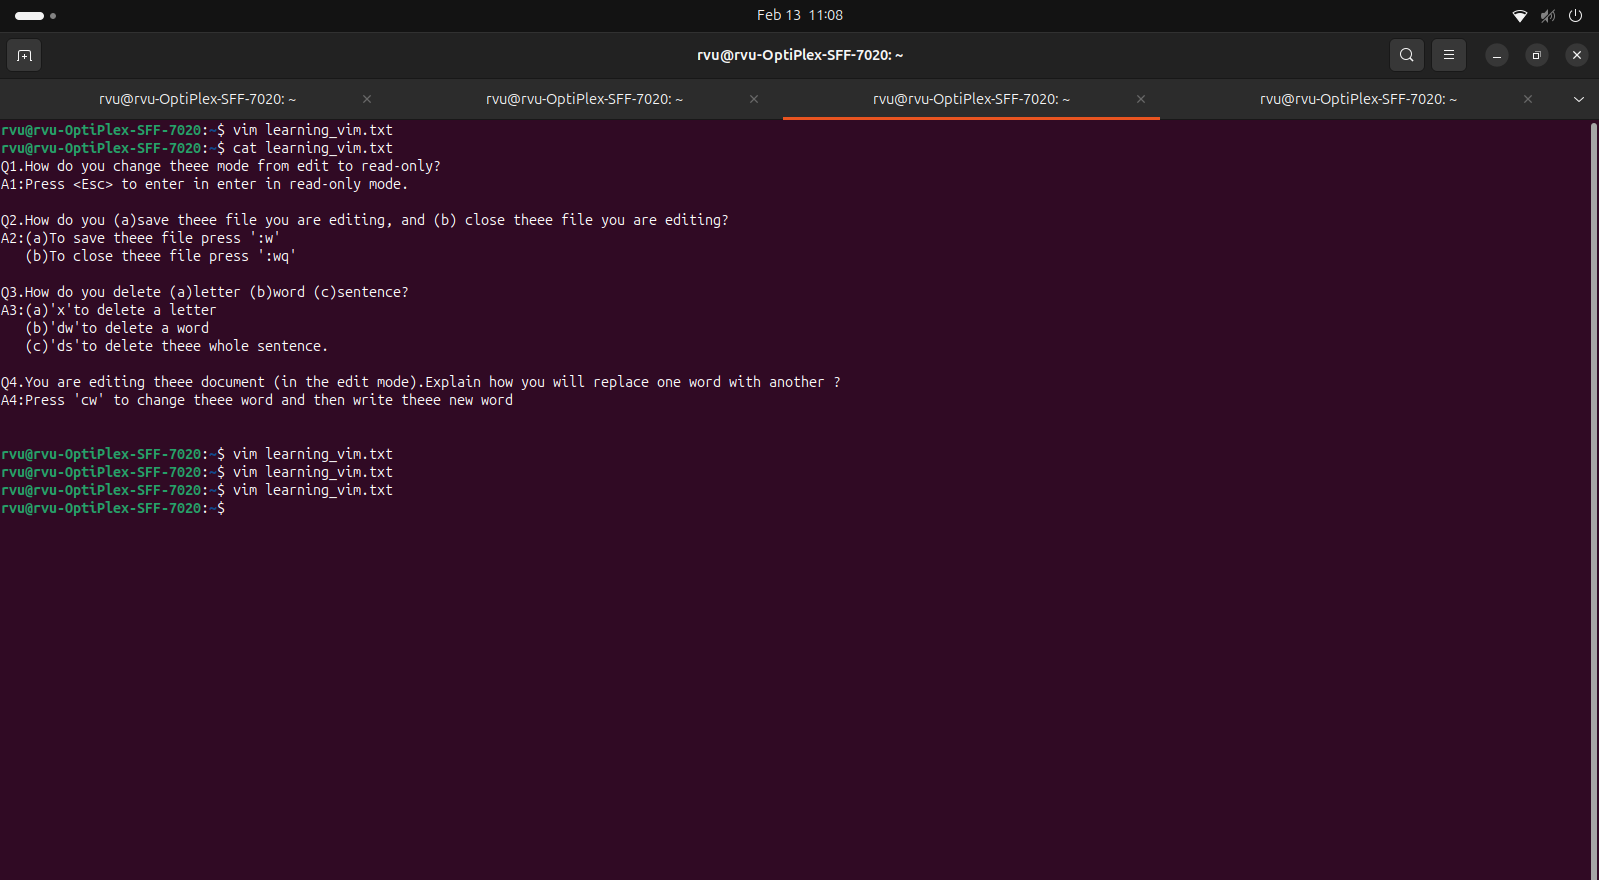 Feb 13 11:08
rvu@rvu-OptiPlex-SFF-7020: ~
rvu@rvu-OptiPlex-SFF-7020: ~
rvu@rvu-OptiPlex-SFF-7020: ~
rvu@rvu-OptiPlex-SFF-7020: ~
rvu@rvu-OptiPlex-SFF-7020: ~
rvu@rvu-OptiPlex-SFF-7020:~$ vim learning_vim.txt
rvu@rvu-OptiPlex-SFF-7020:~$ cat learning_vim.txt
Q1.How do you change theee mode from edit to read-only?
A1:Press <Esc> to enter in enter in read-only mode.
Q2.How do you (a)save theee file you are editing, and (b) close theee file you are editing?
A2:(a)To save theee file press ':w'
(b)To close theee file press ':wq'
Q3.How do you delete (a)letter (b)word (c)sentence?
A3:(a)'x'to delete a letter
(b)'dw'to delete a word
(c)'ds'to delete theee whole sentence.
Q4.You are editing theee document (in the edit mode).Explain how you will replace one word with another ?
A4:Press 'cw' to change theee word and then write theee new word
rvu@rvu-OptiPlex-SFF-7020:~$ vim learning_vim.txt
rvu@rvu-OptiPlex-SFF-7020:~$ vim learning_vim.txt
rvu@rvu-OptiPlex-SFF-7020:~$ vim learning_vim.txt
rvu@rvu-OptiPlex-SFF-7020:~$